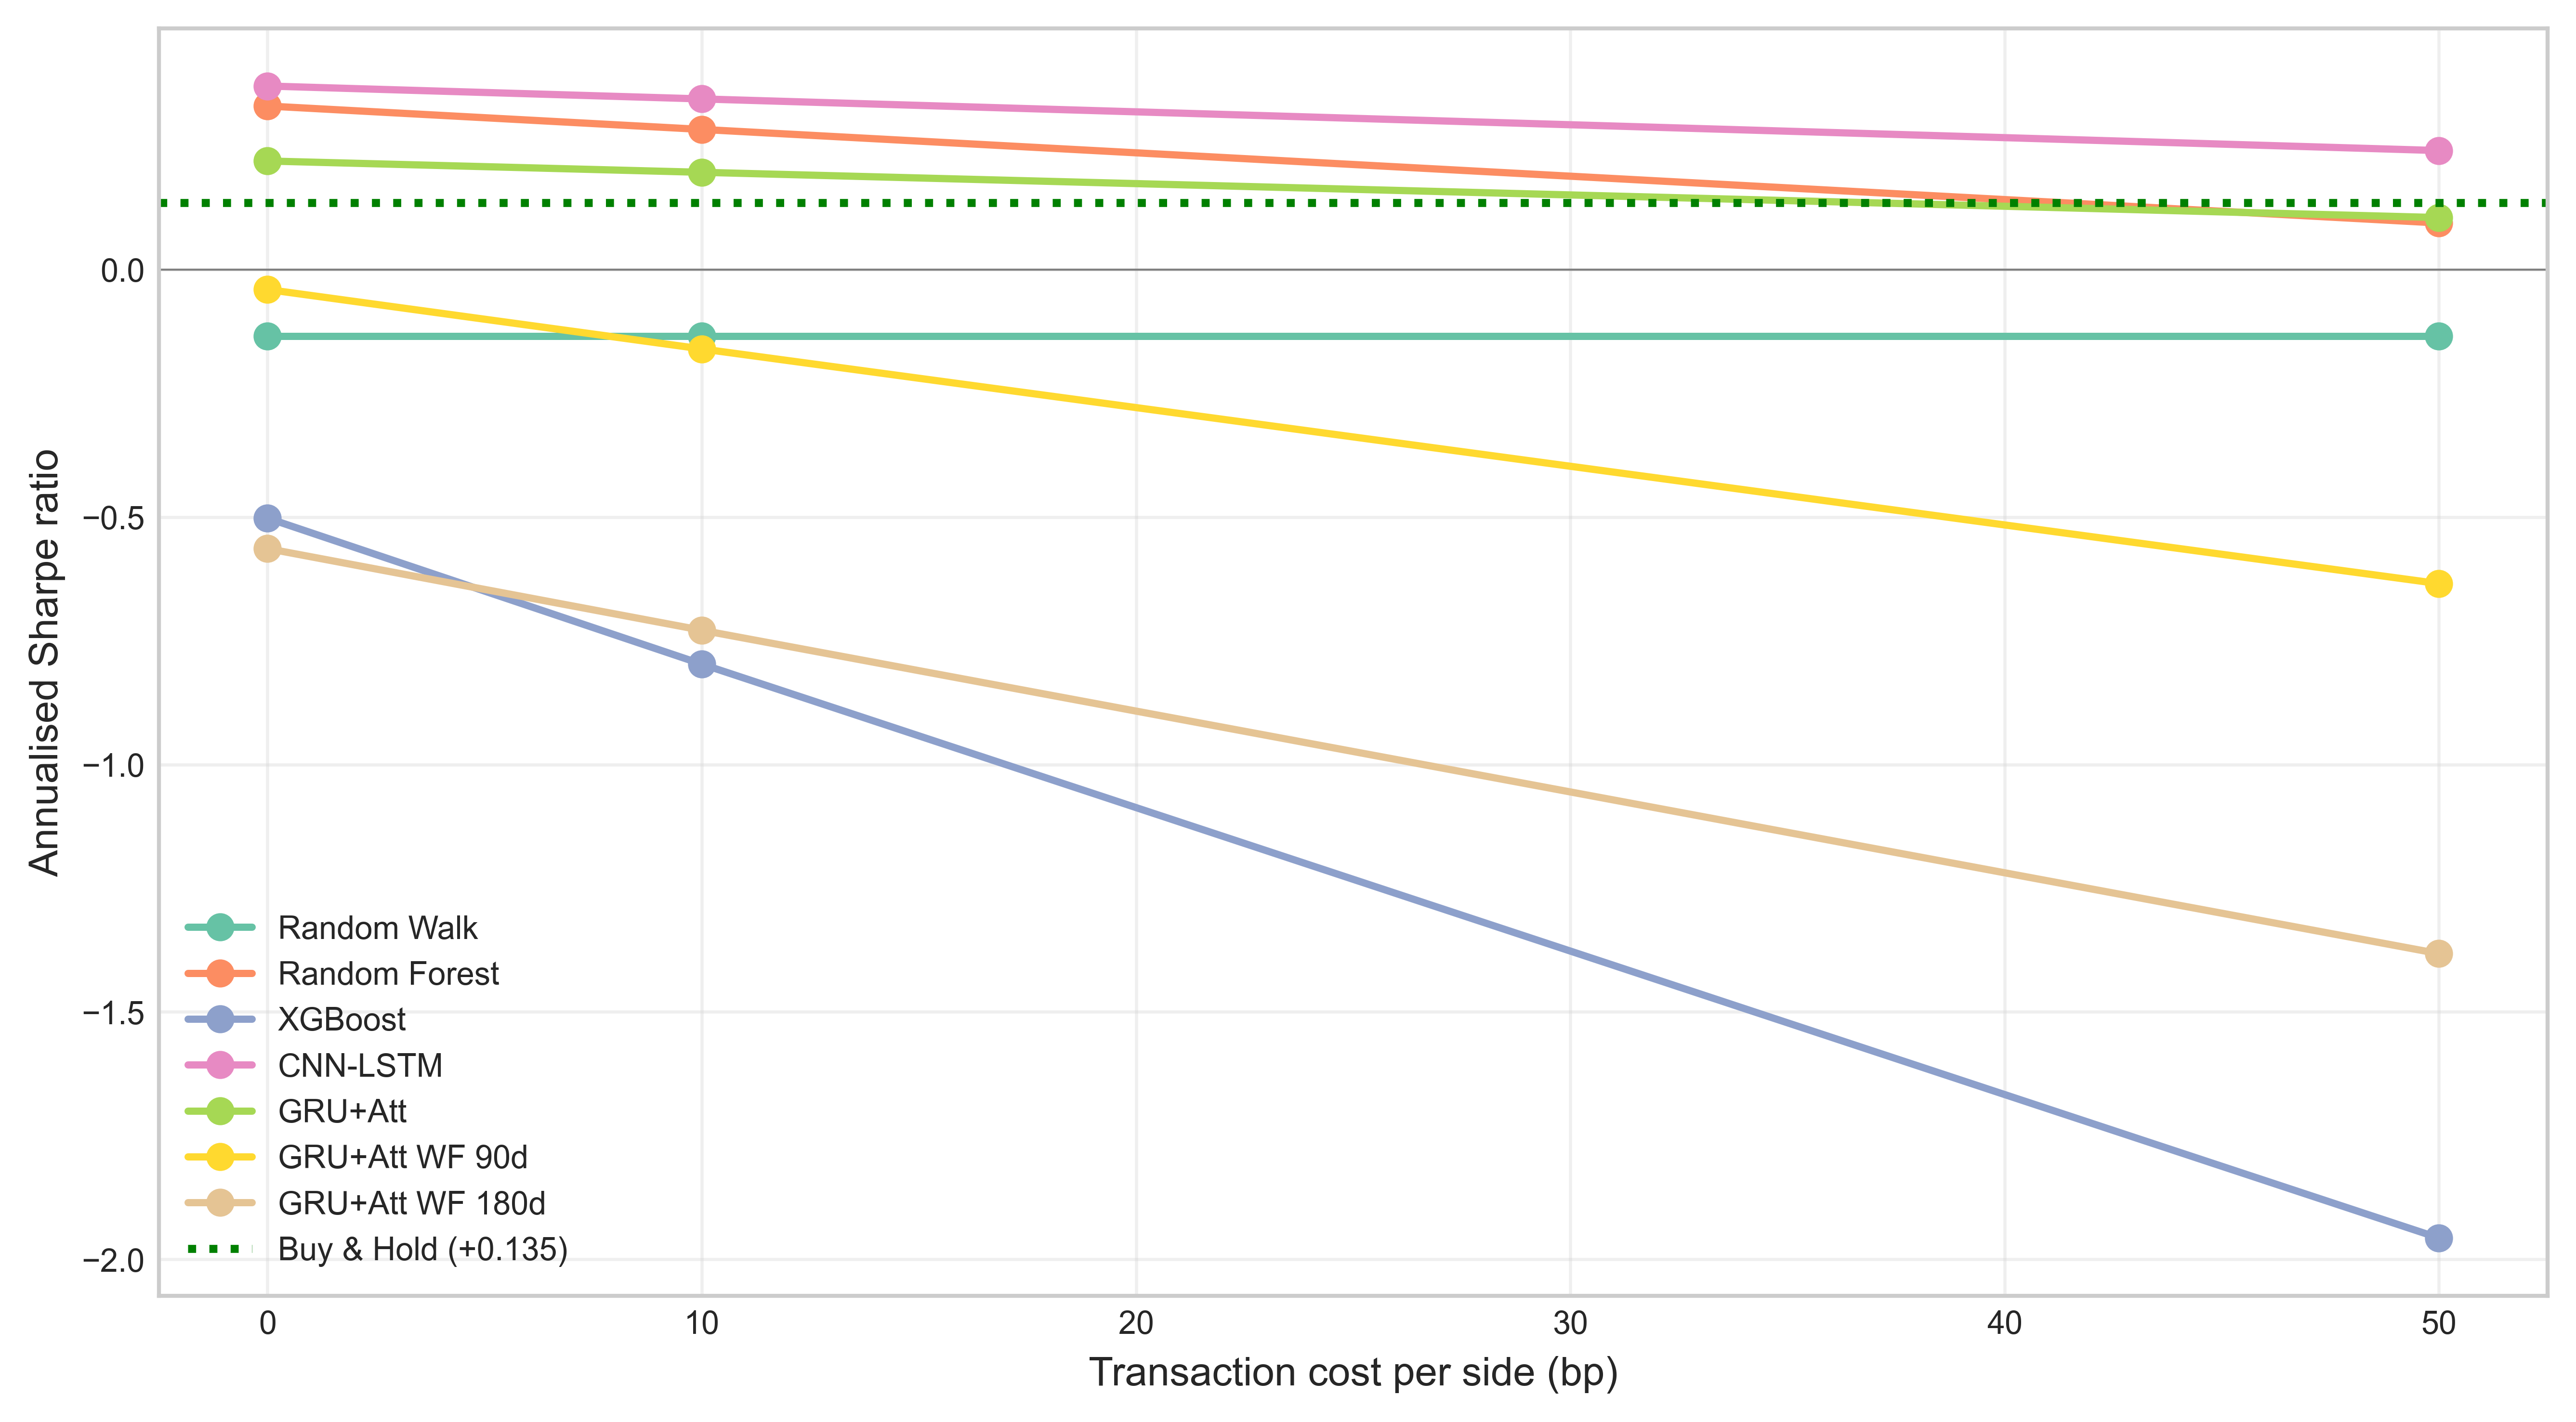 Annualised Sharpe ratio
0.0
−0.5
−1.0
−1.5
−2.0
Random Walk
Random Forest
XGBoost
CNN-LSTM
GRU+Att
GRU+Att WF 90d
GRU+Att WF 180d
Buy & Hold (+0.135)
0 10 20 30 40 50
Transaction cost per side (bp)